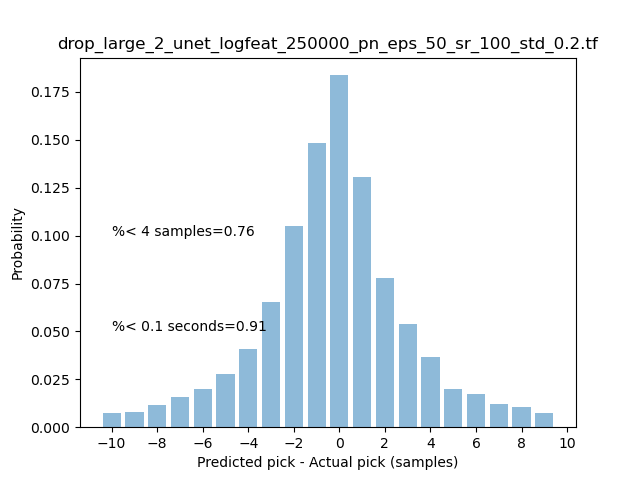 drop_large_2_unet_logfeat_250000_pn_eps_50_sr_100_std_0.2.tf
0.175
0.150
0.125
0.100
0.075
0.050
0.025
0.000
Probability
%< 4 samples=0.76
%< 0.1 seconds=0.91
−10 −8 −6 −4 −2 0 2 4 6 8 10
Predicted pick - Actual pick (samples)